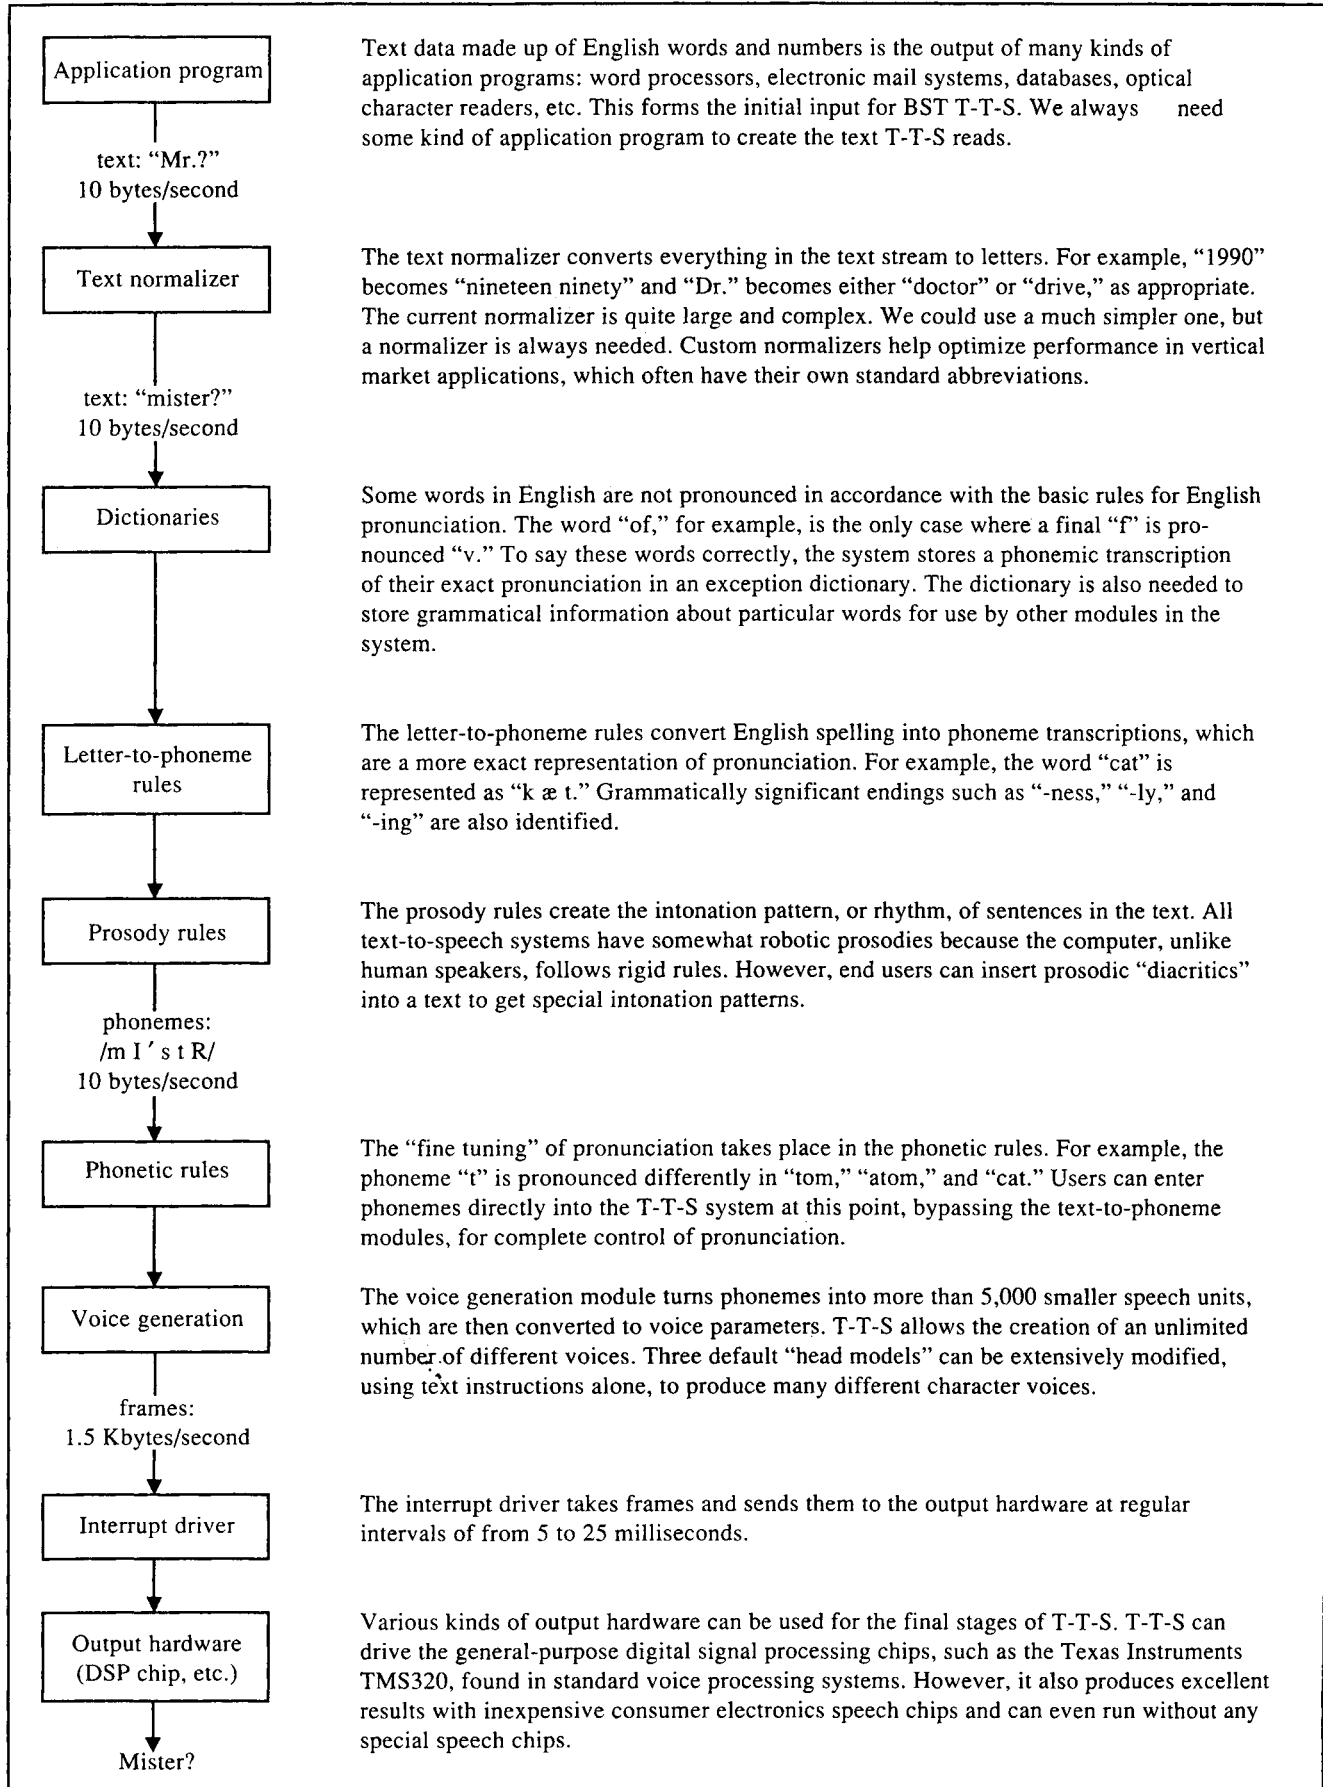 Application program
Text data made up of English words and numbers is the output of many kinds of
application programs: word processors, electronic mail systems, databases, optical
character readers, etc. This forms the initial input for BST T-T-S. We always need
some kind of application program to create the text T-T-S reads.
text: “Mr.?”
10 bytes/second
Text normalizer
The text normalizer converts everything in the text stream to letters. For example, “1990”
becomes “nineteen ninety” and “Dr.” becomes either “doctor” or “drive,” as appropriate.
The current normalizer is quite large and complex. We could use a much simpler one, but
a normalizer is always needed. Custom normalizers help optimize performance in vertical
market applications, which often have their own standard abbreviations.
text: “mister?”
10 bytes/second
Dictionaries
Some words in English are not pronounced in accordance with the basic rules for English
pronunciation. The word “of,” for example, is the only case where a final “f” is pro-
nounced “v.” To say these words correctly, the system stores a phonemic transcription
of their exact pronunciation in an exception dictionary. The dictionary is also needed to
store grammatical information about particular words for use by other modules in the
system.
Letter-to-phoneme
rules
The letter-to-phoneme rules convert English spelling into phoneme transcriptions, which
are a more exact representation of pronunciation. For example, the word “cat” is
represented as “k æ t.” Grammatically significant endings such as “-ness,” “-ly,” and
“-ing” are also identified.
Prosody rules
The prosody rules create the intonation pattern, or rhythm, of sentences in the text. All
text-to-speech systems have somewhat robotic prosodies because the computer, unlike
human speakers, follows rigid rules. However, end users can insert prosodic “diacritics”
into a text to get special intonation patterns.
phonemes:
/m I ′ s t R/
10 bytes/second
Phonetic rules
The “fine tuning” of pronunciation takes place in the phonetic rules. For example, the
phoneme “t” is pronounced differently in “tom,” “atom,” and “cat.” Users can enter
phonemes directly into the T-T-S system at this point, bypassing the text-to-phoneme
modules, for complete control of pronunciation.
Voice generation
The voice generation module turns phonemes into more than 5,000 smaller speech units,
which are then converted to voice parameters. T-T-S allows the creation of an unlimited
number of different voices. Three default “head models” can be extensively modified,
using text instructions alone, to produce many different character voices.
frames:
1.5 Kbytes/second
Interrupt driver
The interrupt driver takes frames and sends them to the output hardware at regular
intervals of from 5 to 25 milliseconds.
Output hardware
(DSP chip, etc.)
Various kinds of output hardware can be used for the final stages of T-T-S. T-T-S can
drive the general-purpose digital signal processing chips, such as the Texas Instruments
TMS320, found in standard voice processing systems. However, it also produces excellent
results with inexpensive consumer electronics speech chips and can even run without any
special speech chips.
Mister?